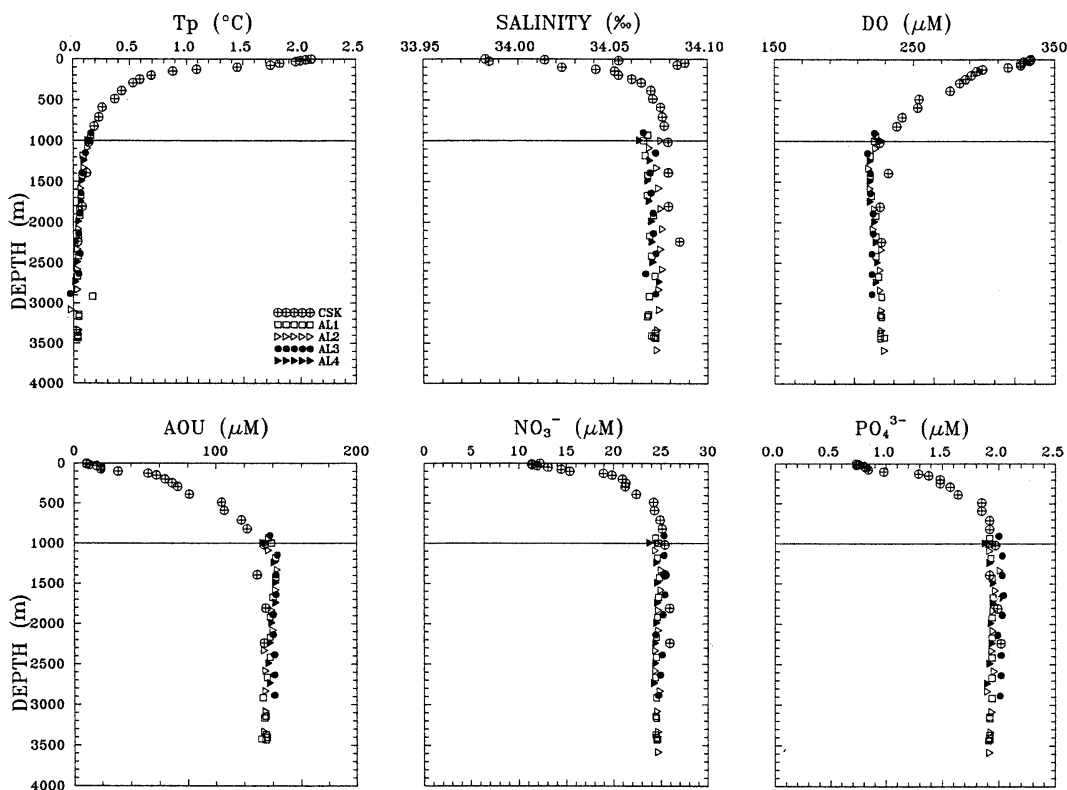 Tp (°C) SALINITY (‰) DO (μM)
0.0 0.5 1.0 1.5 2.0 2.5 33.95 34.00 34.05 34.10 150 250 350
0
500
1000
1500
2000
2500
3000
3500
4000
DEPTH (m)
CSK
AL1
AL2
AL3
AL4
AOU (μM) NO₃⁻ (μM) PO₄³⁻ (μM)
0 100 200 0 5 10 15 20 25 30 0.0 0.5 1.0 1.5 2.0 2.5
0
500
1000
1500
2000
2500
3000
3500
4000
DEPTH (m)